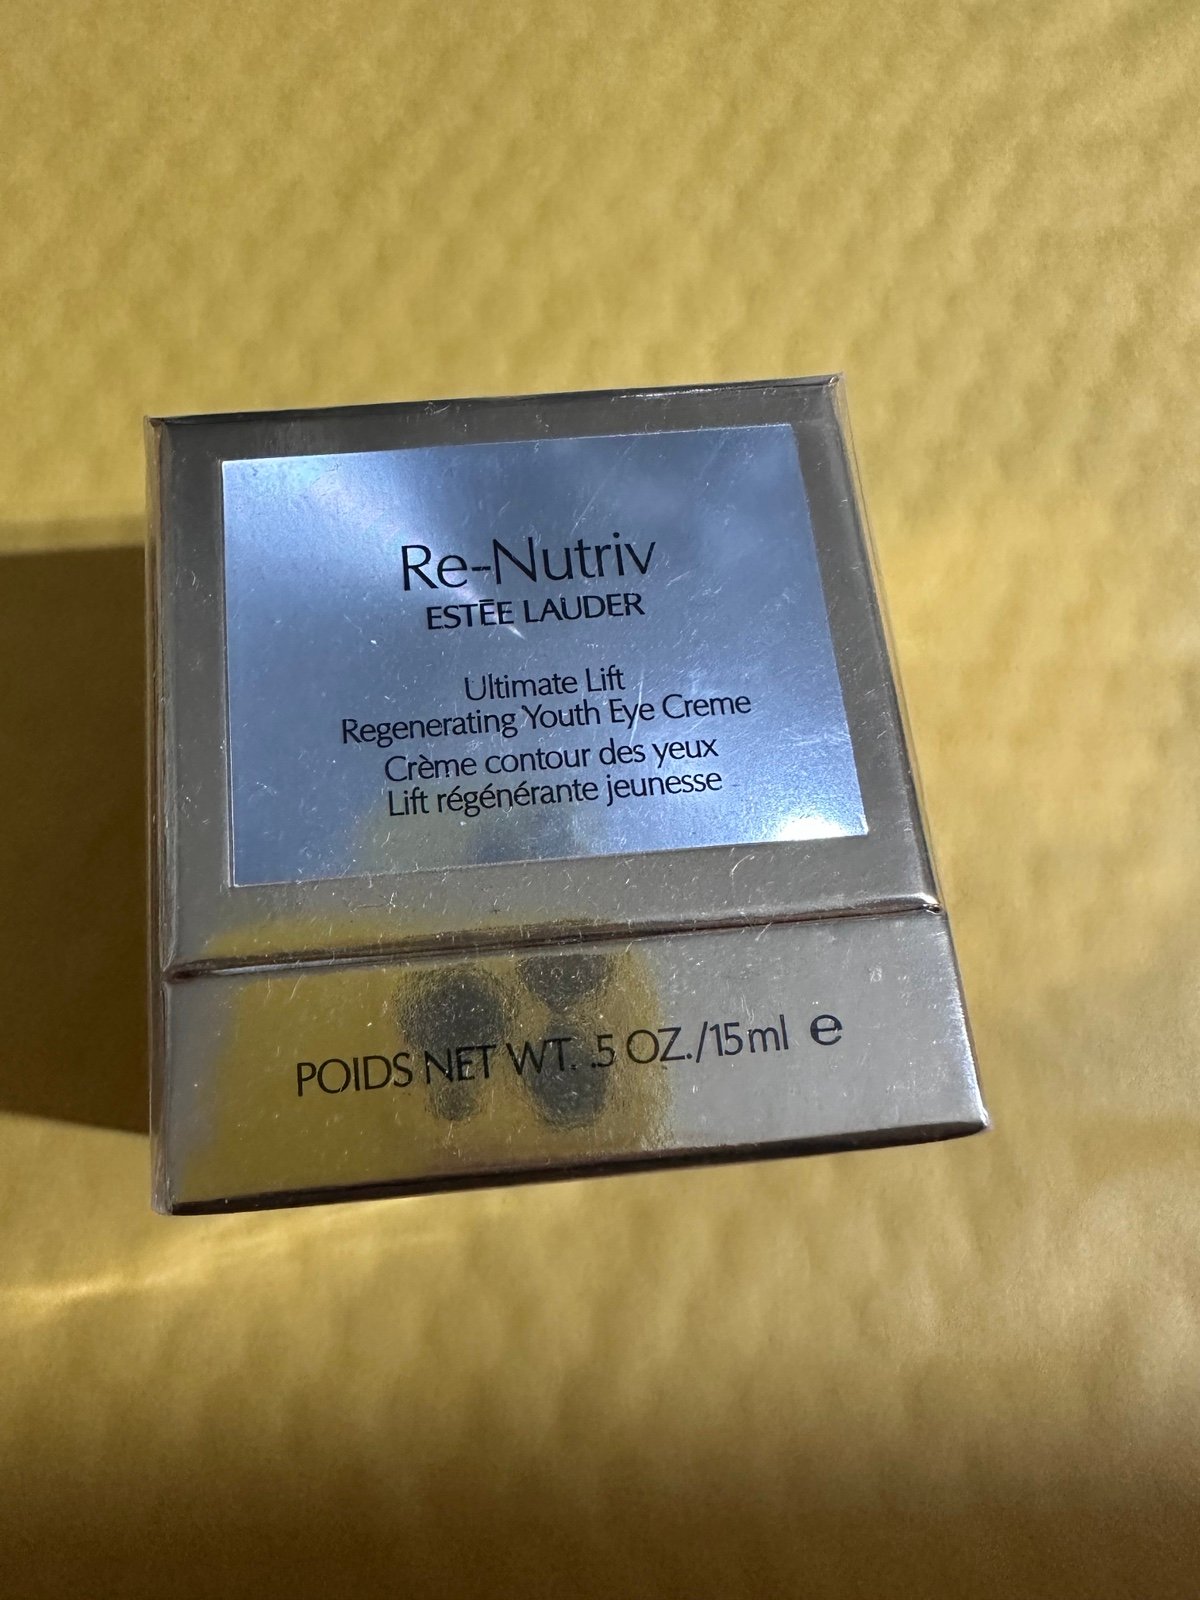 Re-Nutriv
ESTĒE LAUDER
Ultimate Lift
Regenerating Youth Eye Creme
Crème contour des yeux
Lift régénérante jeunesse
POIDS NET WT. .5 OZ./15ml ℮